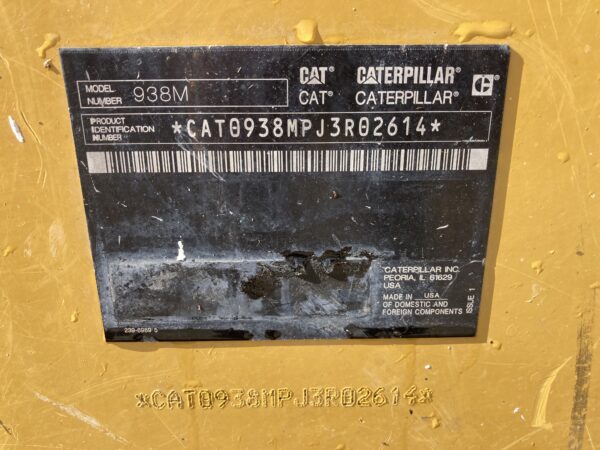 MODEL NUMBER 938M
CAT CATERPILLAR® C
CAT® CATERPILLAR®
PRODUCT IDENTIFICATION NUMBER *CAT0938MPJ3R02614*
CATERPILLAR INC.
PEORIA, IL 61629
USA
MADE IN USA
OF DOMESTIC AND
FOREIGN COMPONENTS
ISSUE 1
*CAT0938MPJ3R02614*